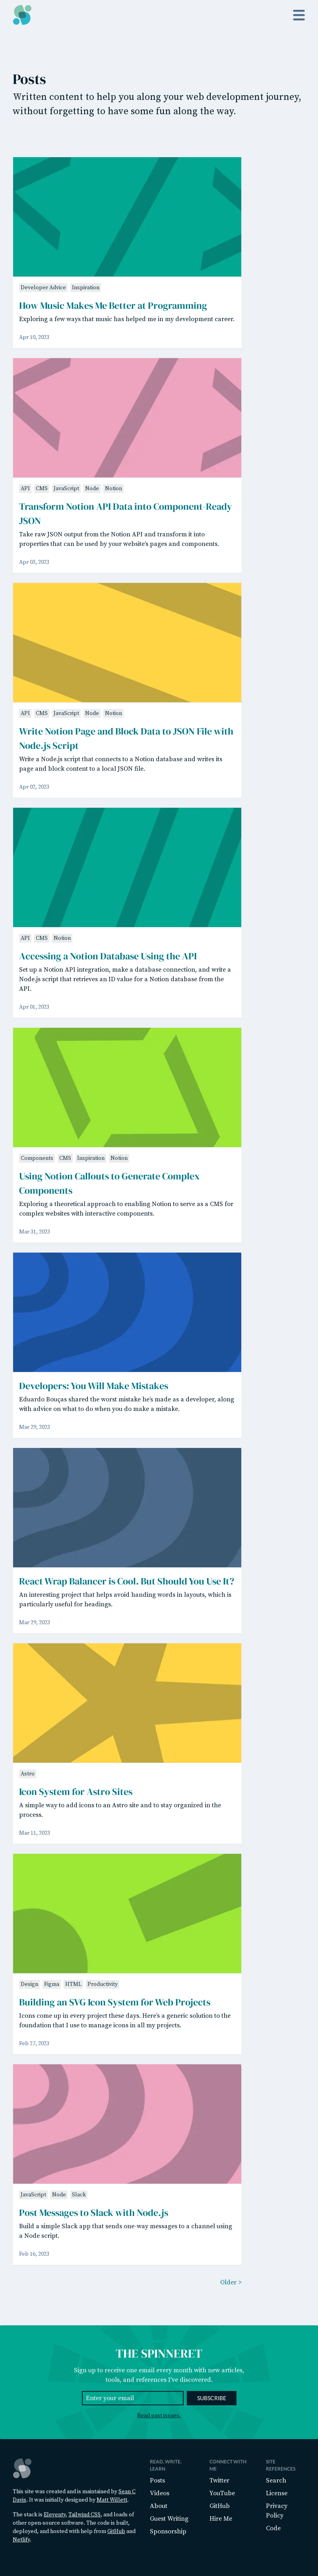 Posts
Written content to help you along your web development journey,
without forgetting to have some fun along the way.
Developer Advice Inspiration
How Music Makes Me Better at Programming
Exploring a few ways that music has helped me in my development career.
Apr 10, 2023
API CMS JavaScript Node Notion
Transform Notion API Data into Component-Ready
JSON
Take raw JSON output from the Notion API and transform it into
properties that can be used by your website's pages and components.
Apr 03, 2023
API CMS JavaScript Node Notion
Write Notion Page and Block Data to JSON File with
Node.js Script
Write a Node.js script that connects to a Notion database and writes its
page and block content to a local JSON file.
Apr 02, 2023
API CMS Notion
Accessing a Notion Database Using the API
Set up a Notion API integration, make a database connection, and write a
Node.js script that retrieves an ID value for a Notion database from the
API.
Apr 01, 2023
Components CMS Inspiration Notion
Using Notion Callouts to Generate Complex
Components
Exploring a theoretical approach to enabling Notion to serve as a CMS for
complex websites with interactive components.
Mar 31, 2023
Developers: You Will Make Mistakes
Eduardo Bouças shared the worst mistake he's made as a developer, along
with advice on what to do when you do make a mistake.
Mar 29, 2023
React Wrap Balancer is Cool. But Should You Use It?
An interesting project that helps avoid handing words in layouts, which is
particularly useful for headings.
Mar 29, 2023
Astro
Icon System for Astro Sites
A simple way to add icons to an Astro site and to stay organized in the
process.
Mar 11, 2023
Design Figma HTML Productivity
Building an SVG Icon System for Web Projects
Icons come up in every project these days. Here's a generic solution to the
foundation that I use to manage icons in all my projects.
Feb 27, 2023
JavaScript Node Slack
Post Messages to Slack with Node.js
Build a simple Slack app that sends one-way messages to a channel using
a Node script.
Feb 16, 2023
Older >
THE SPINNERET
Sign up to receive one email every month with new articles,
tools, and references I've discovered.
Enter your email SUBSCRIBE
Read past issues.
This site was created and is maintained by Sean C
Davis. It was initially designed by Matt Willett.
The stack is Eleventy, Tailwind CSS, and loads of
other open-source software. The code is built,
deployed, and hosted with help from GitHub and
Netlify.
READ. WRITE.
LEARN
Posts
Videos
About
Guest Writing
Sponsorship
CONNECT WITH
ME
Twitter
YouTube
GitHub
Hire Me
SITE
REFERENCES
Search
License
Privacy
Policy
Code